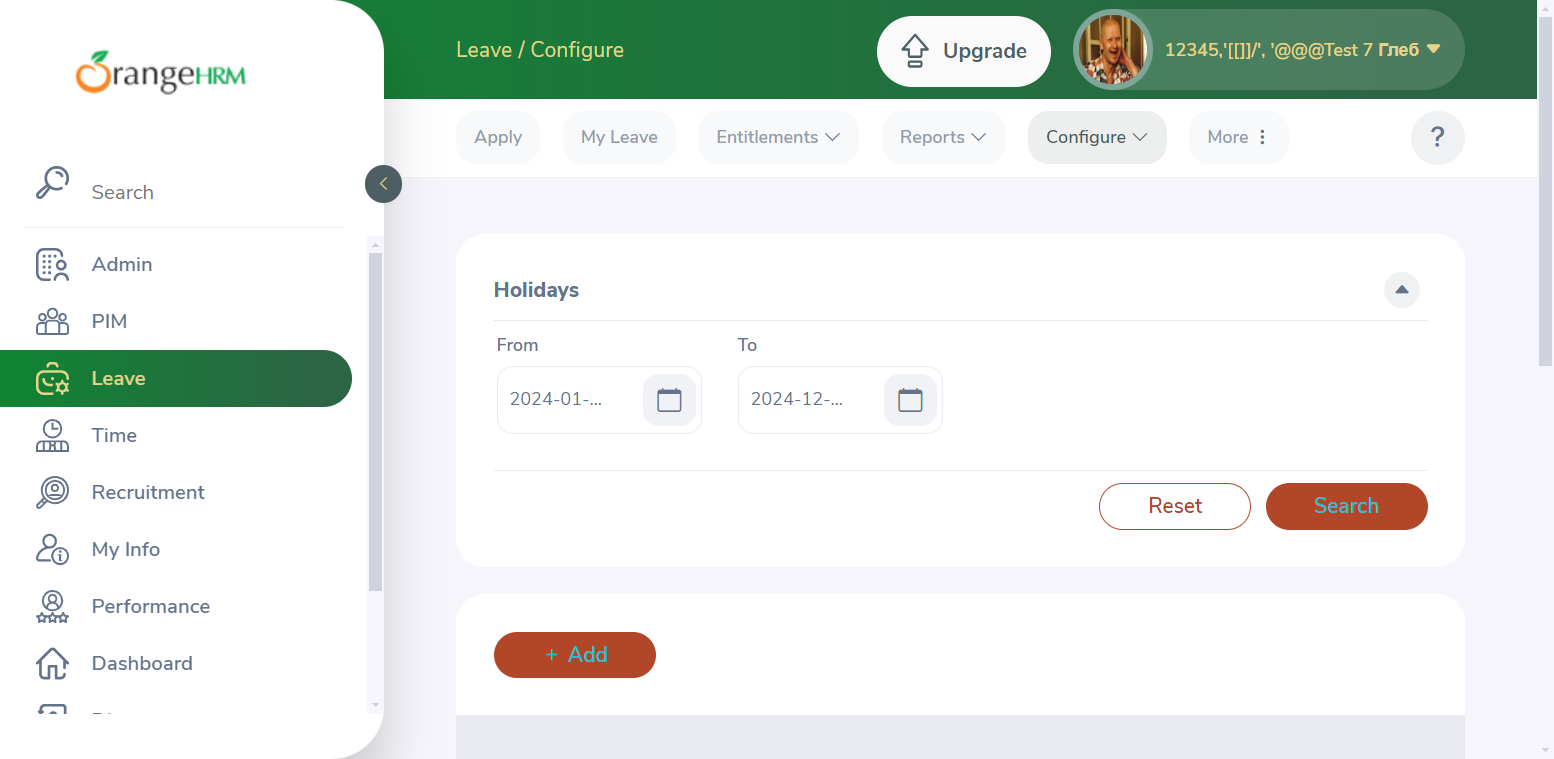 OrangeHRM
Search
Admin
PIM
Leave
Time
Recruitment
My Info
Performance
Dashboard
Leave / Configure
Upgrade
12345,'[[]]/', '@@@Test 7 Глеб
Apply
My Leave
Entitlements
Reports
Configure
More
?
Holidays
From
To
2024-01-...
2024-12-...
Reset
Search
+ Add